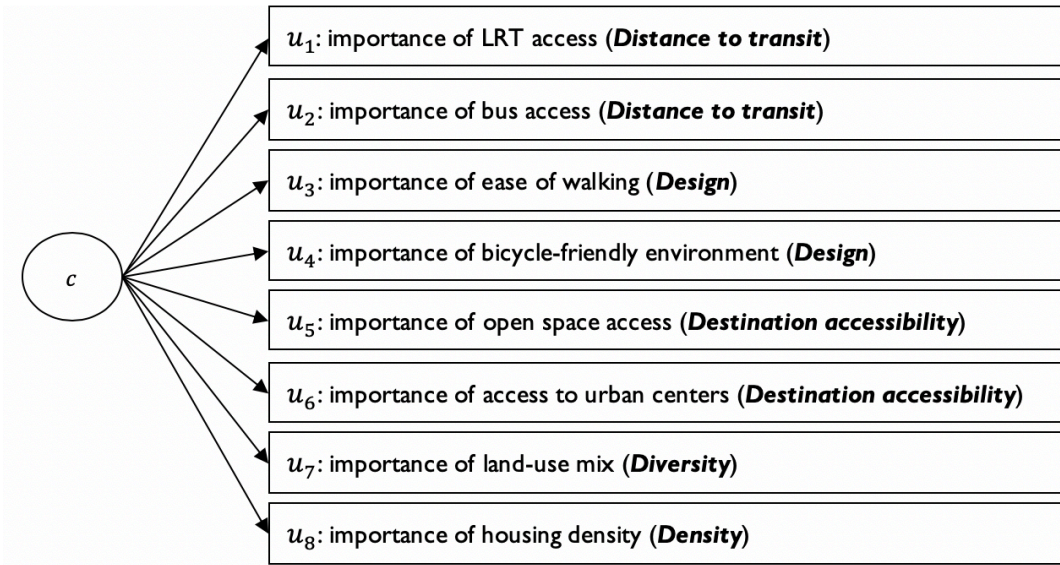 u₁: importance of LRT access (Distance to transit)
u₂: importance of bus access (Distance to transit)
u₃: importance of ease of walking (Design)
u₄: importance of bicycle-friendly environment (Design)
c
u₅: importance of open space access (Destination accessibility)
u₆: importance of access to urban centers (Destination accessibility)
u₇: importance of land-use mix (Diversity)
u₈: importance of housing density (Density)